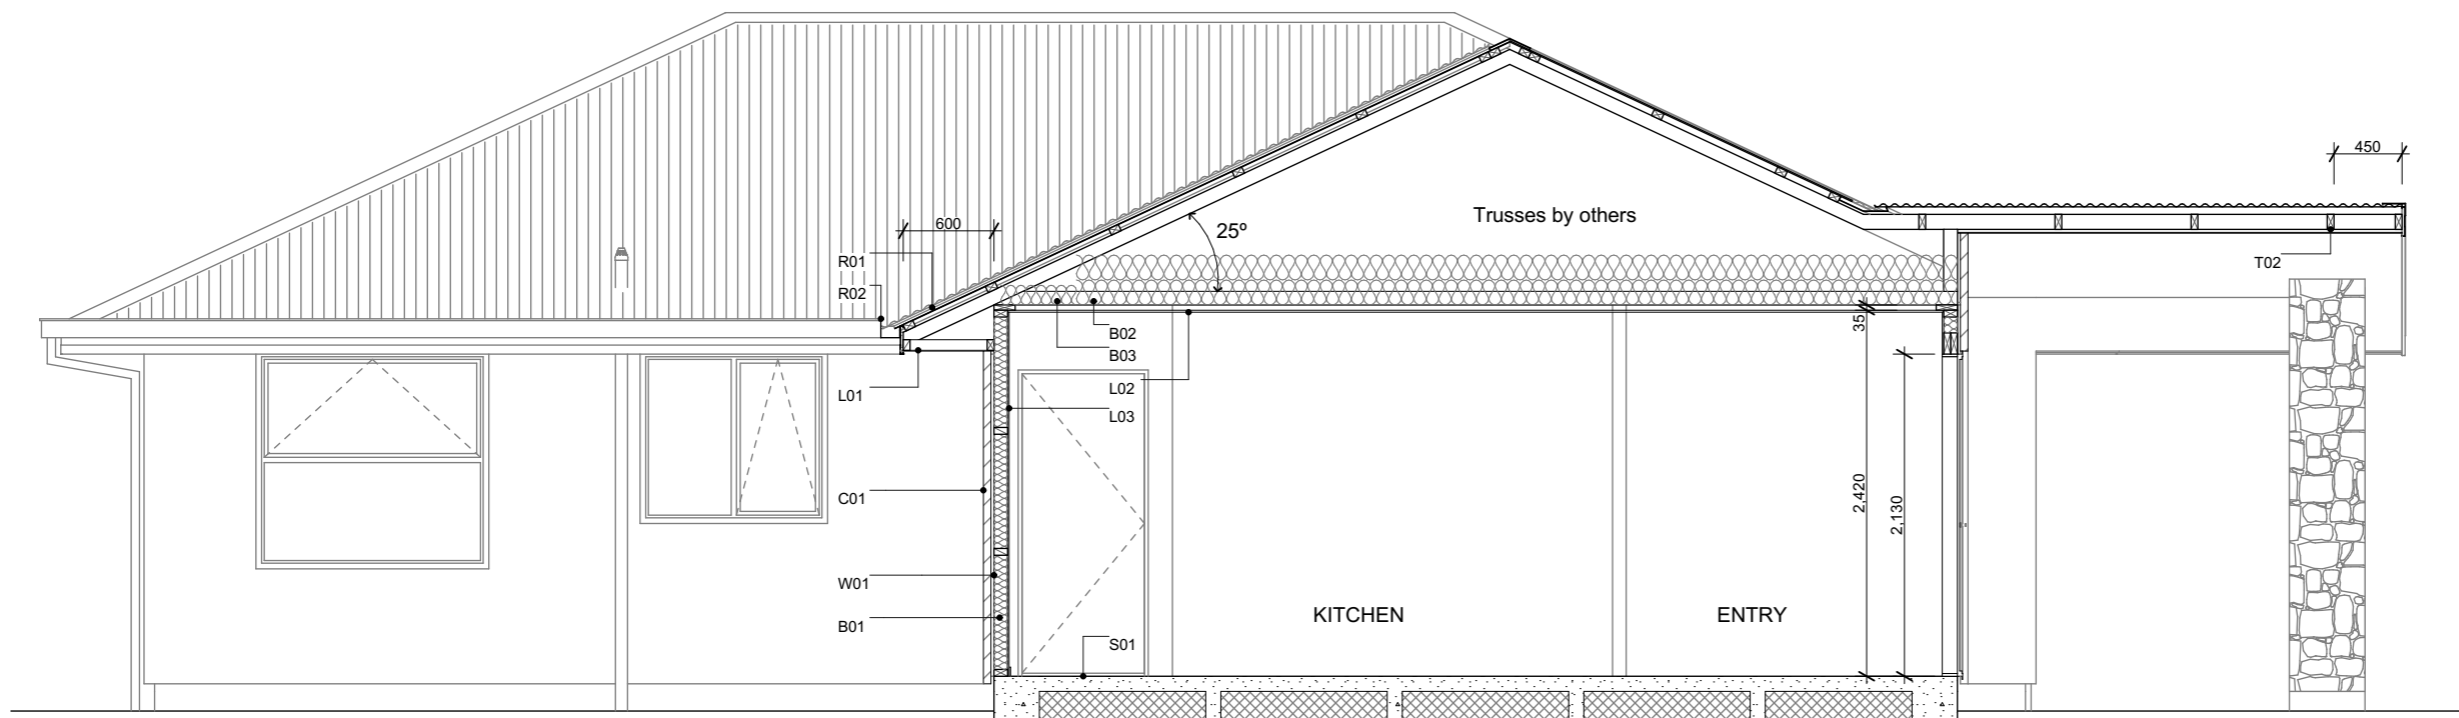 450
Trusses by others
600
25º
R01
T02
R02
B02
35
B03
L01
L02
L03
C01
2,420
2,130
W01
KITCHEN
ENTRY
B01
S01